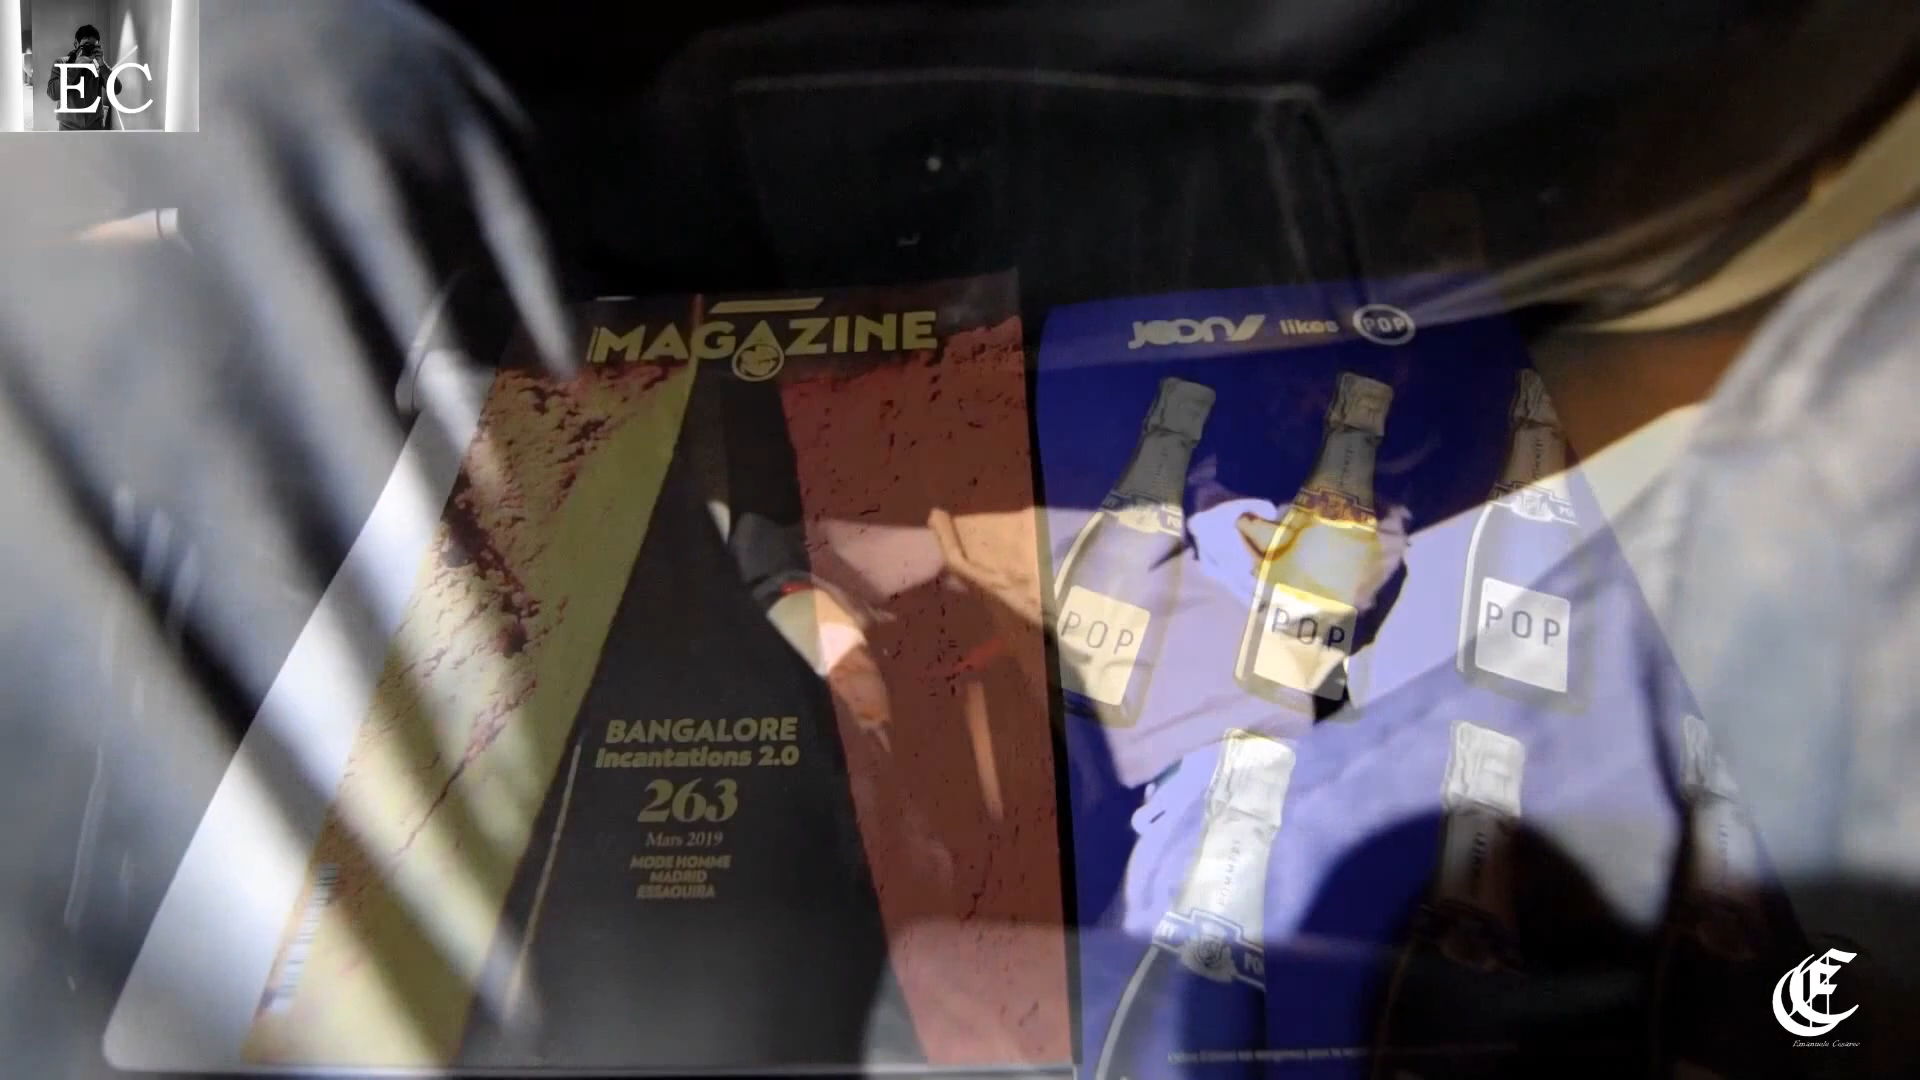 EC
MAGAZINE
JOON likes POP
POP
POP
POP
BANGALORE
Incantations 2.0
263
Mars 2019
MODE HOMME
MADRID
ESSAOUIRA
POMMERY